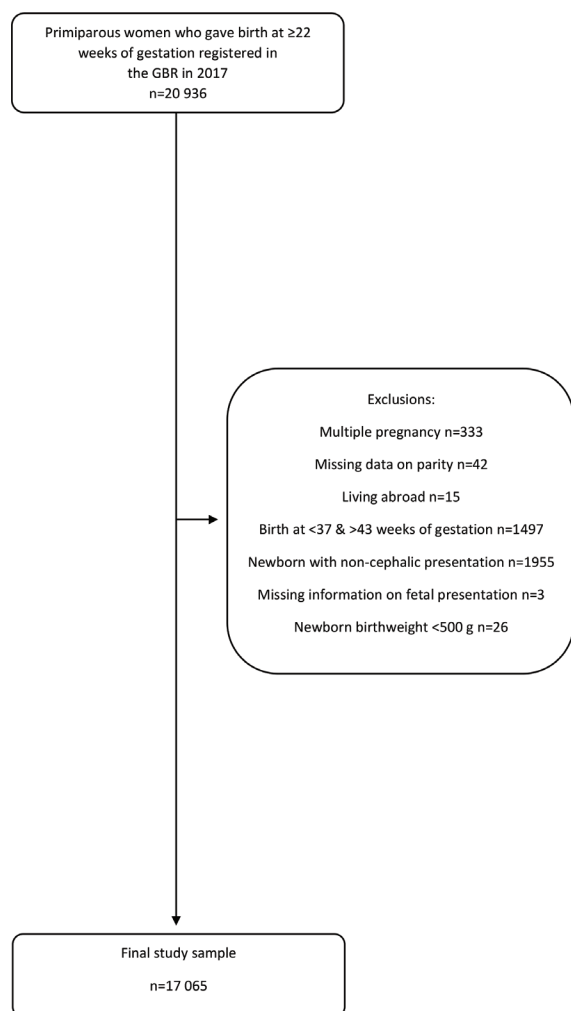 Primiparous women who gave birth at ≥22
weeks of gestation registered in
the GBR in 2017
n=20 936
Exclusions:
Multiple pregnancy n=333
Missing data on parity n=42
Living abroad n=15
Birth at <37 & >43 weeks of gestation n=1497
Newborn with non-cephalic presentation n=1955
Missing information on fetal presentation n=3
Newborn birthweight <500 g n=26
Final study sample
n=17 065